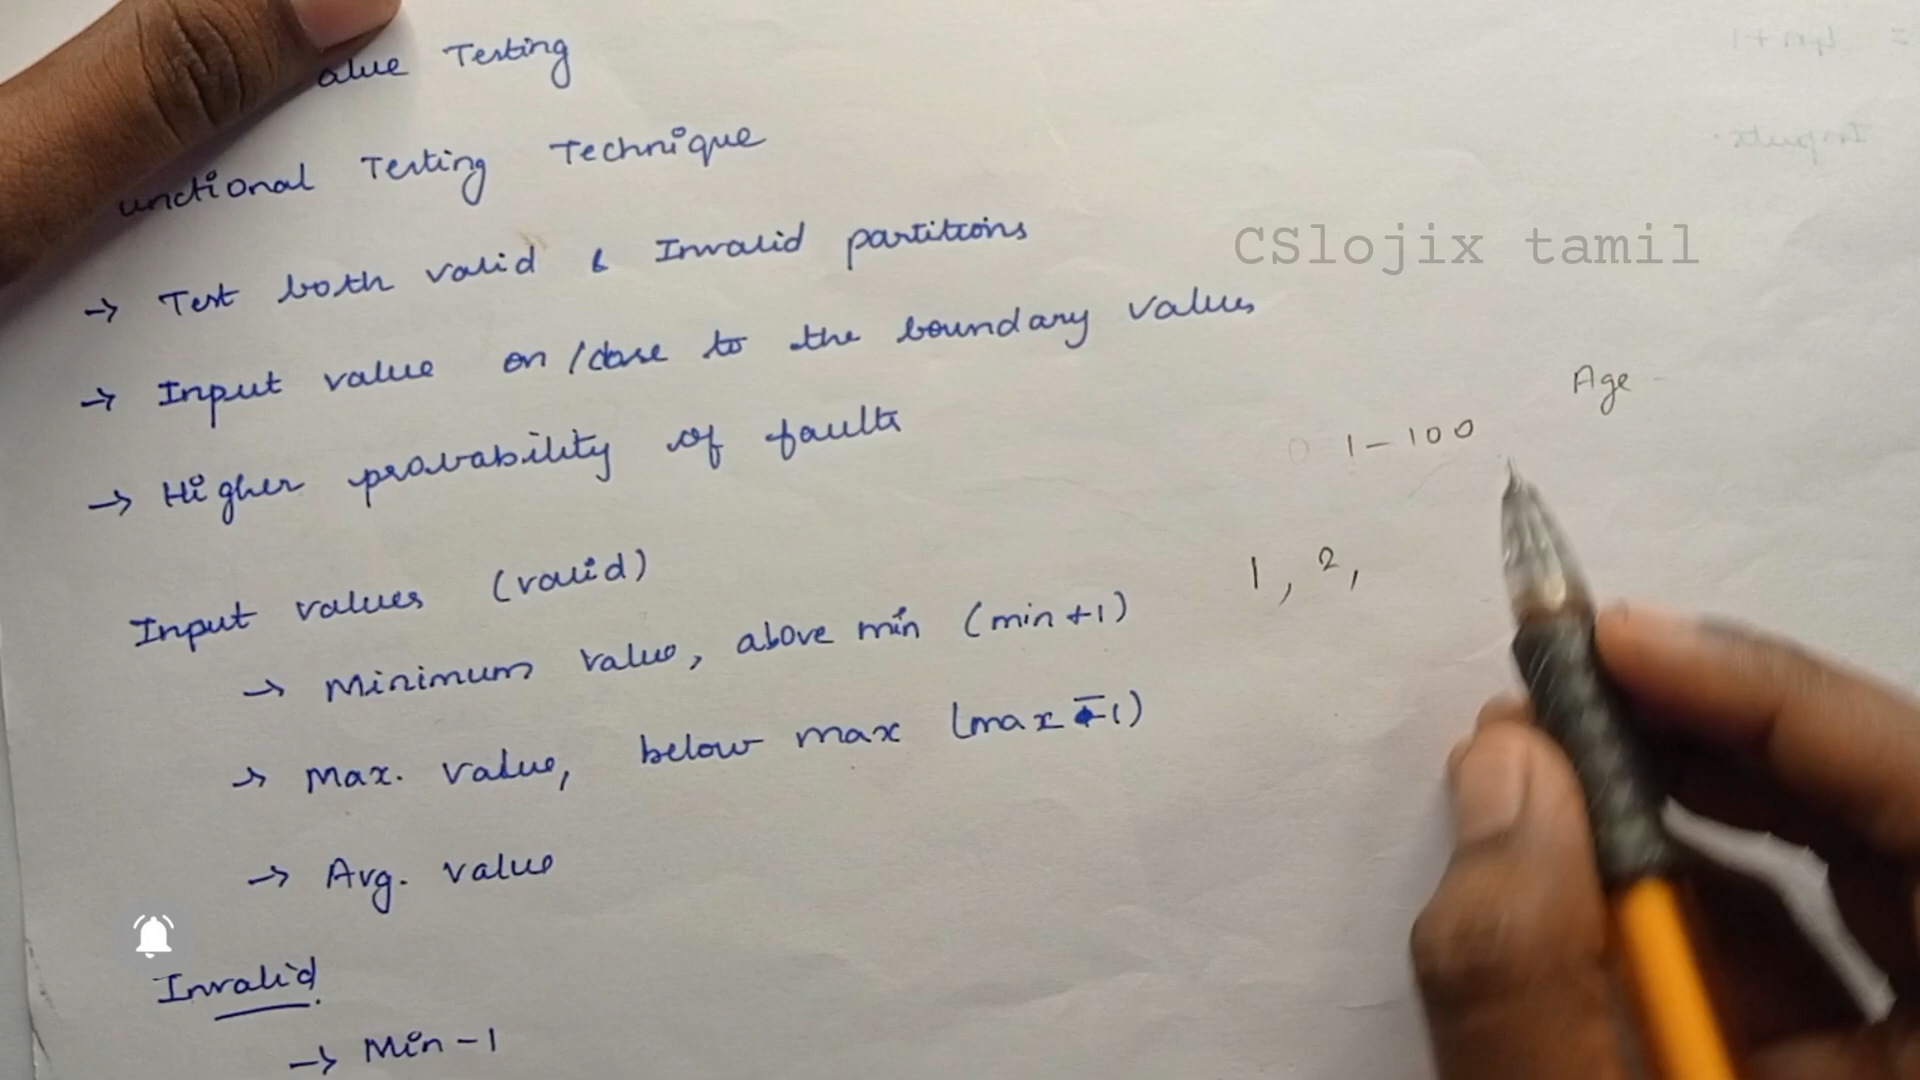 alue Testing
unctional Testing Technique
→ Test both valid & Invalid partitions
CSlojix tamil
→ Input value on /close to the boundary values
Age -
→ Higher probability of faults
1 - 100
Input values (valid)
1, 2,
→ Minimum value, above min (min +1)
→ Max. value, below max (max -1)
→ Avg. value
Invalid
→ Min -1